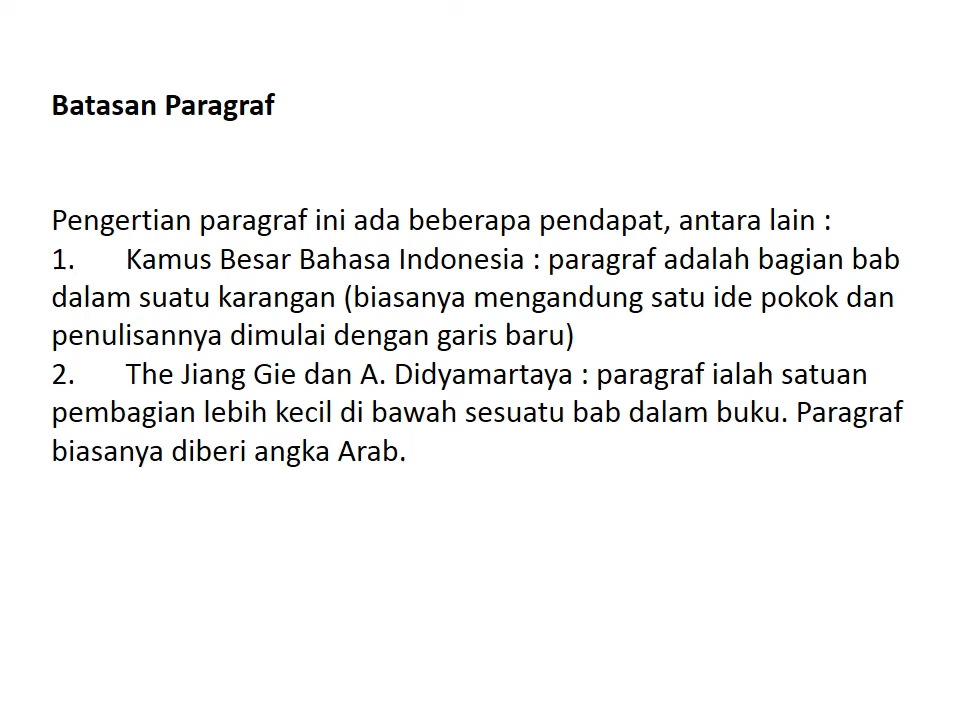 Batasan Paragraf
Pengertian paragraf ini ada beberapa pendapat, antara lain :
1. Kamus Besar Bahasa Indonesia : paragraf adalah bagian bab
dalam suatu karangan (biasanya mengandung satu ide pokok dan
penulisannya dimulai dengan garis baru)
2. The Jiang Gie dan A. Didyamartaya : paragraf ialah satuan
pembagian lebih kecil di bawah sesuatu bab dalam buku. Paragraf
biasanya diberi angka Arab.